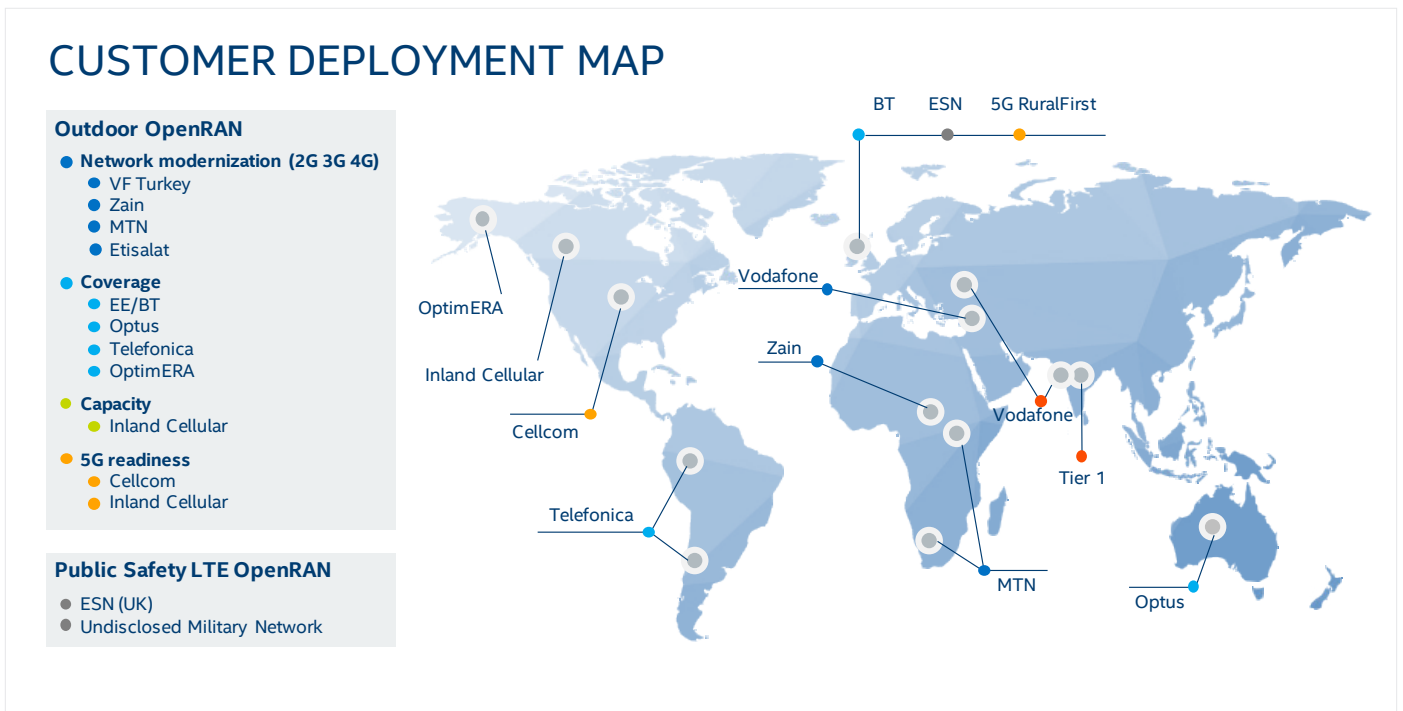 CUSTOMER DEPLOYMENT MAP
Outdoor OpenRAN
Network modernization (2G 3G 4G)
VF Turkey
Zain
MTN
Etisalat
Coverage
EE/BT
Optus
Telefonica
OptimERA
Capacity
Inland Cellular
5G readiness
Cellcom
Inland Cellular
Public Safety LTE OpenRAN
ESN (UK)
Undisclosed Military Network
BT ESN 5G RuralFirst
Vodafone
OptimERA
Zain
Inland Cellular
Vodafone
Cellcom
Tier 1
Telefonica
MTN
Optus